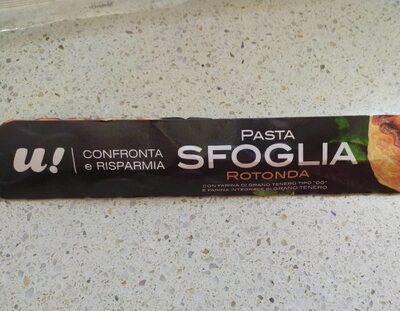 u!
CONFRONTA
e RISPARMIA
PASTA
SFOGLIA
ROTONDA
CON FARINA DI GRANO TENERO TIPO "00"
E FARINA INTEGRALE DI GRANO TENERO